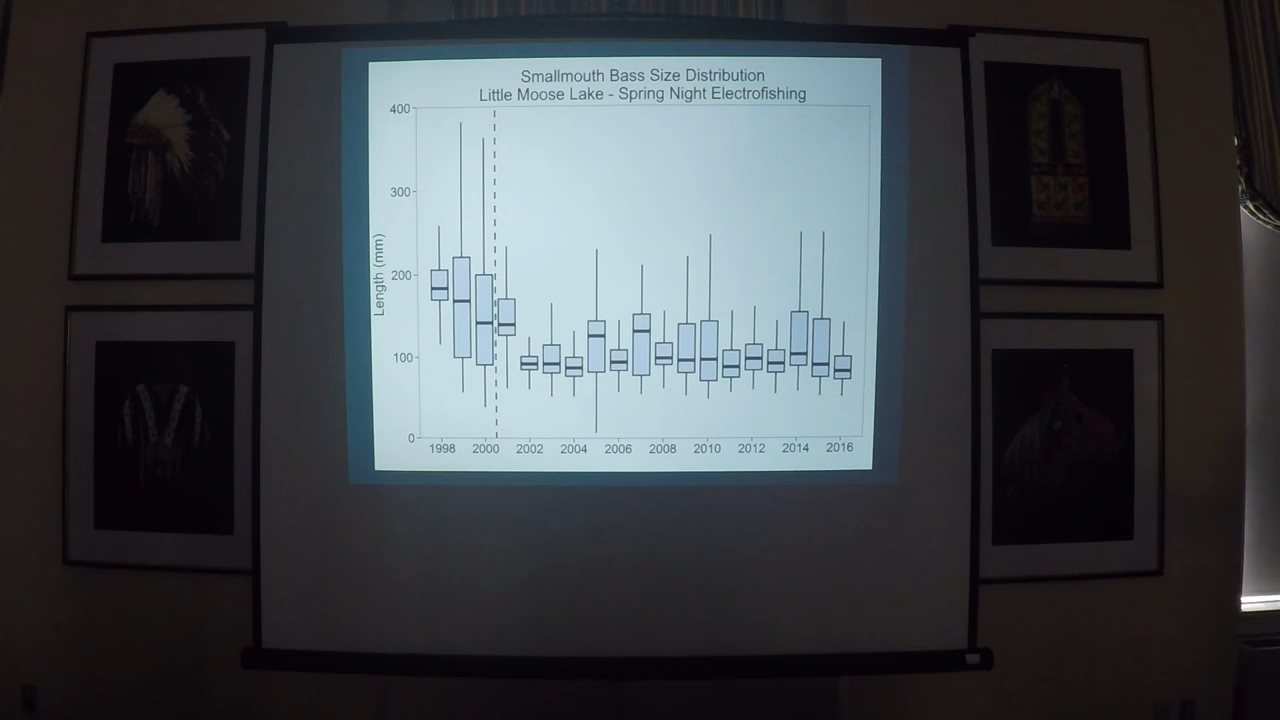 Smallmouth Bass Size Distribution
Little Moose Lake - Spring Night Electrofishing
400
300
200
100
0
Length (mm)
1998 2000 2002 2004 2006 2008 2010 2012 2014 2016